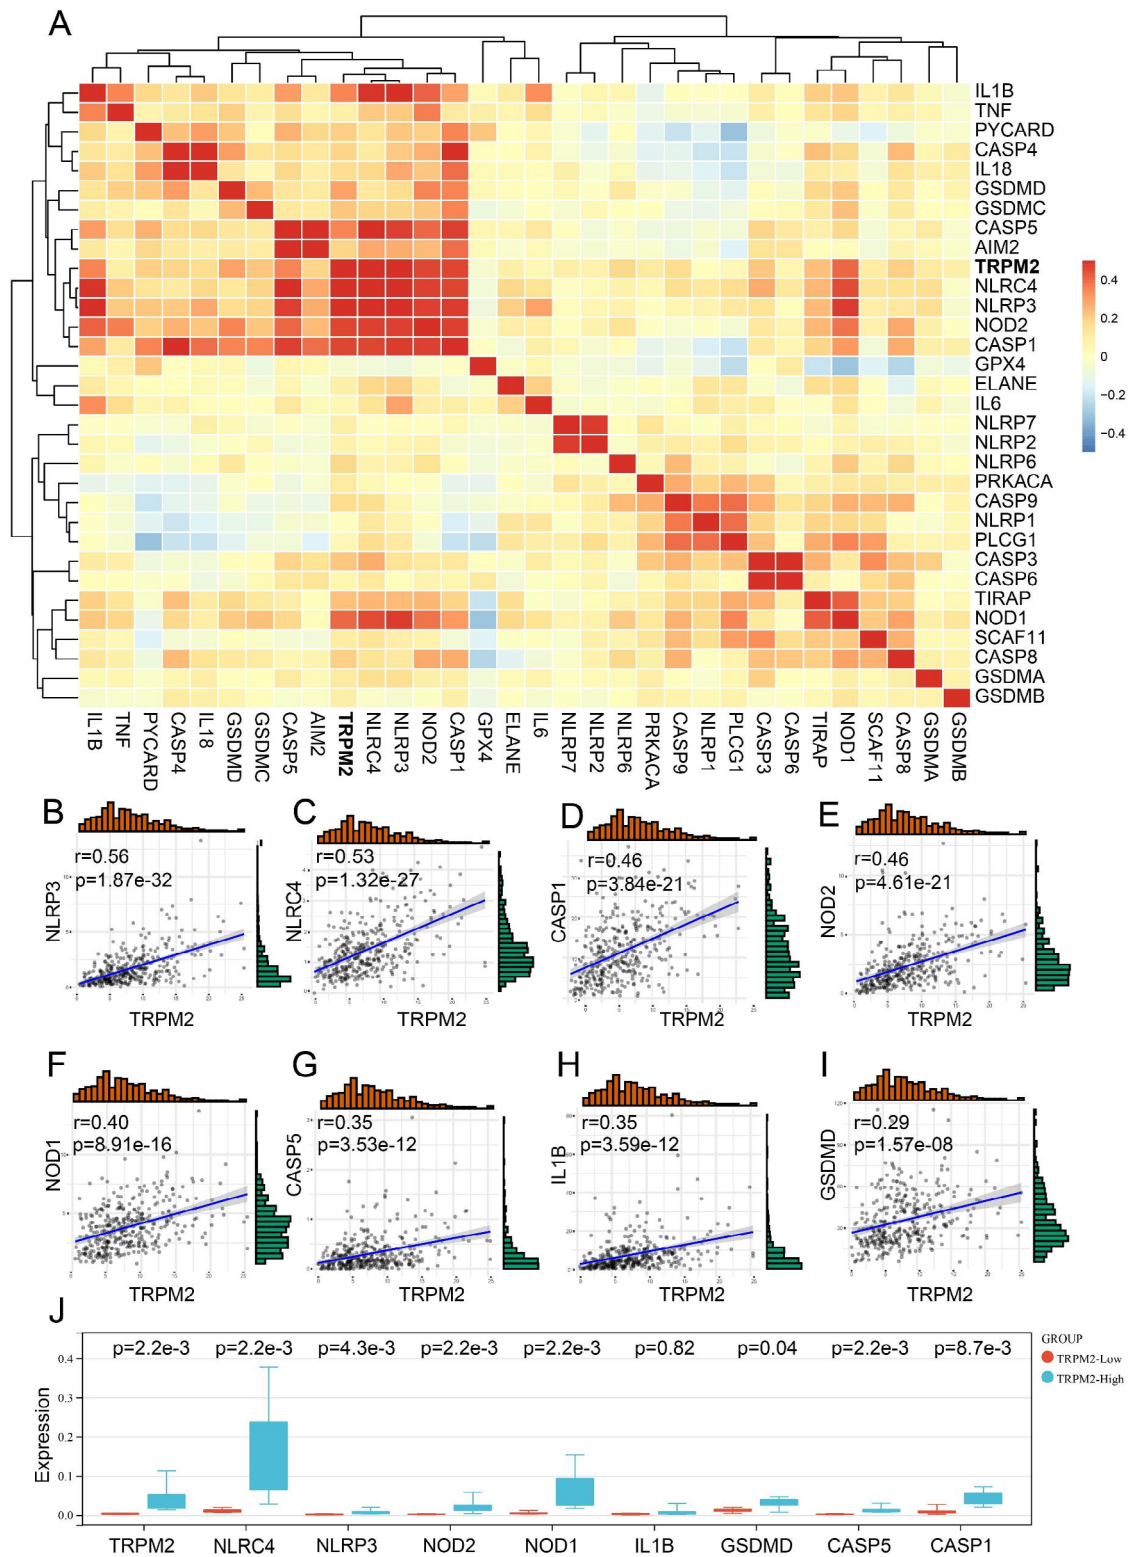 A
IL1B
TNF
PYCARD
CASP4
IL18
GSDMD
GSDMC
CASP5
AIM2
TRPM2
NLRC4
NLRP3
NOD2
CASP1
GPX4
ELANE
IL6
NLRP7
NLRP2
NLRP6
PRKACA
CASP9
NLRP1
PLCG1
CASP3
CASP6
TIRAP
NOD1
SCAF11
CASP8
GSDMA
GSDMB
0.4
0.2
0
−0.2
−0.4
IL1B
TNF
PYCARD
CASP4
IL18
GSDMD
GSDMC
CASP5
AIM2
TRPM2
NLRC4
NLRP3
NOD2
CASP1
GPX4
ELANE
IL6
NLRP7
NLRP2
NLRP6
PRKACA
CASP9
NLRP1
PLCG1
CASP3
CASP6
TIRAP
NOD1
SCAF11
CASP8
GSDMA
GSDMB
B
r=0.56
p=1.87e-32
NLRP3
TRPM2
C
r=0.53
p=1.32e-27
NLRC4
TRPM2
D
r=0.46
p=3.84e-21
CASP1
TRPM2
E
r=0.46
p=4.61e-21
NOD2
TRPM2
F
r=0.40
p=8.91e-16
NOD1
TRPM2
G
r=0.35
p=3.53e-12
CASP5
TRPM2
H
r=0.35
p=3.59e-12
IL1B
TRPM2
I
r=0.29
p=1.57e-08
GSDMD
TRPM2
J
p=2.2e-3 p=2.2e-3 p=4.3e-3 p=2.2e-3 p=2.2e-3 p=0.82 p=0.04 p=2.2e-3 p=8.7e-3
GROUP
TRPM2-Low
TRPM2-High
Expression
0.4
0.3
0.2
0.1
0.0
TRPM2 NLRC4 NLRP3 NOD2 NOD1 IL1B GSDMD CASP5 CASP1